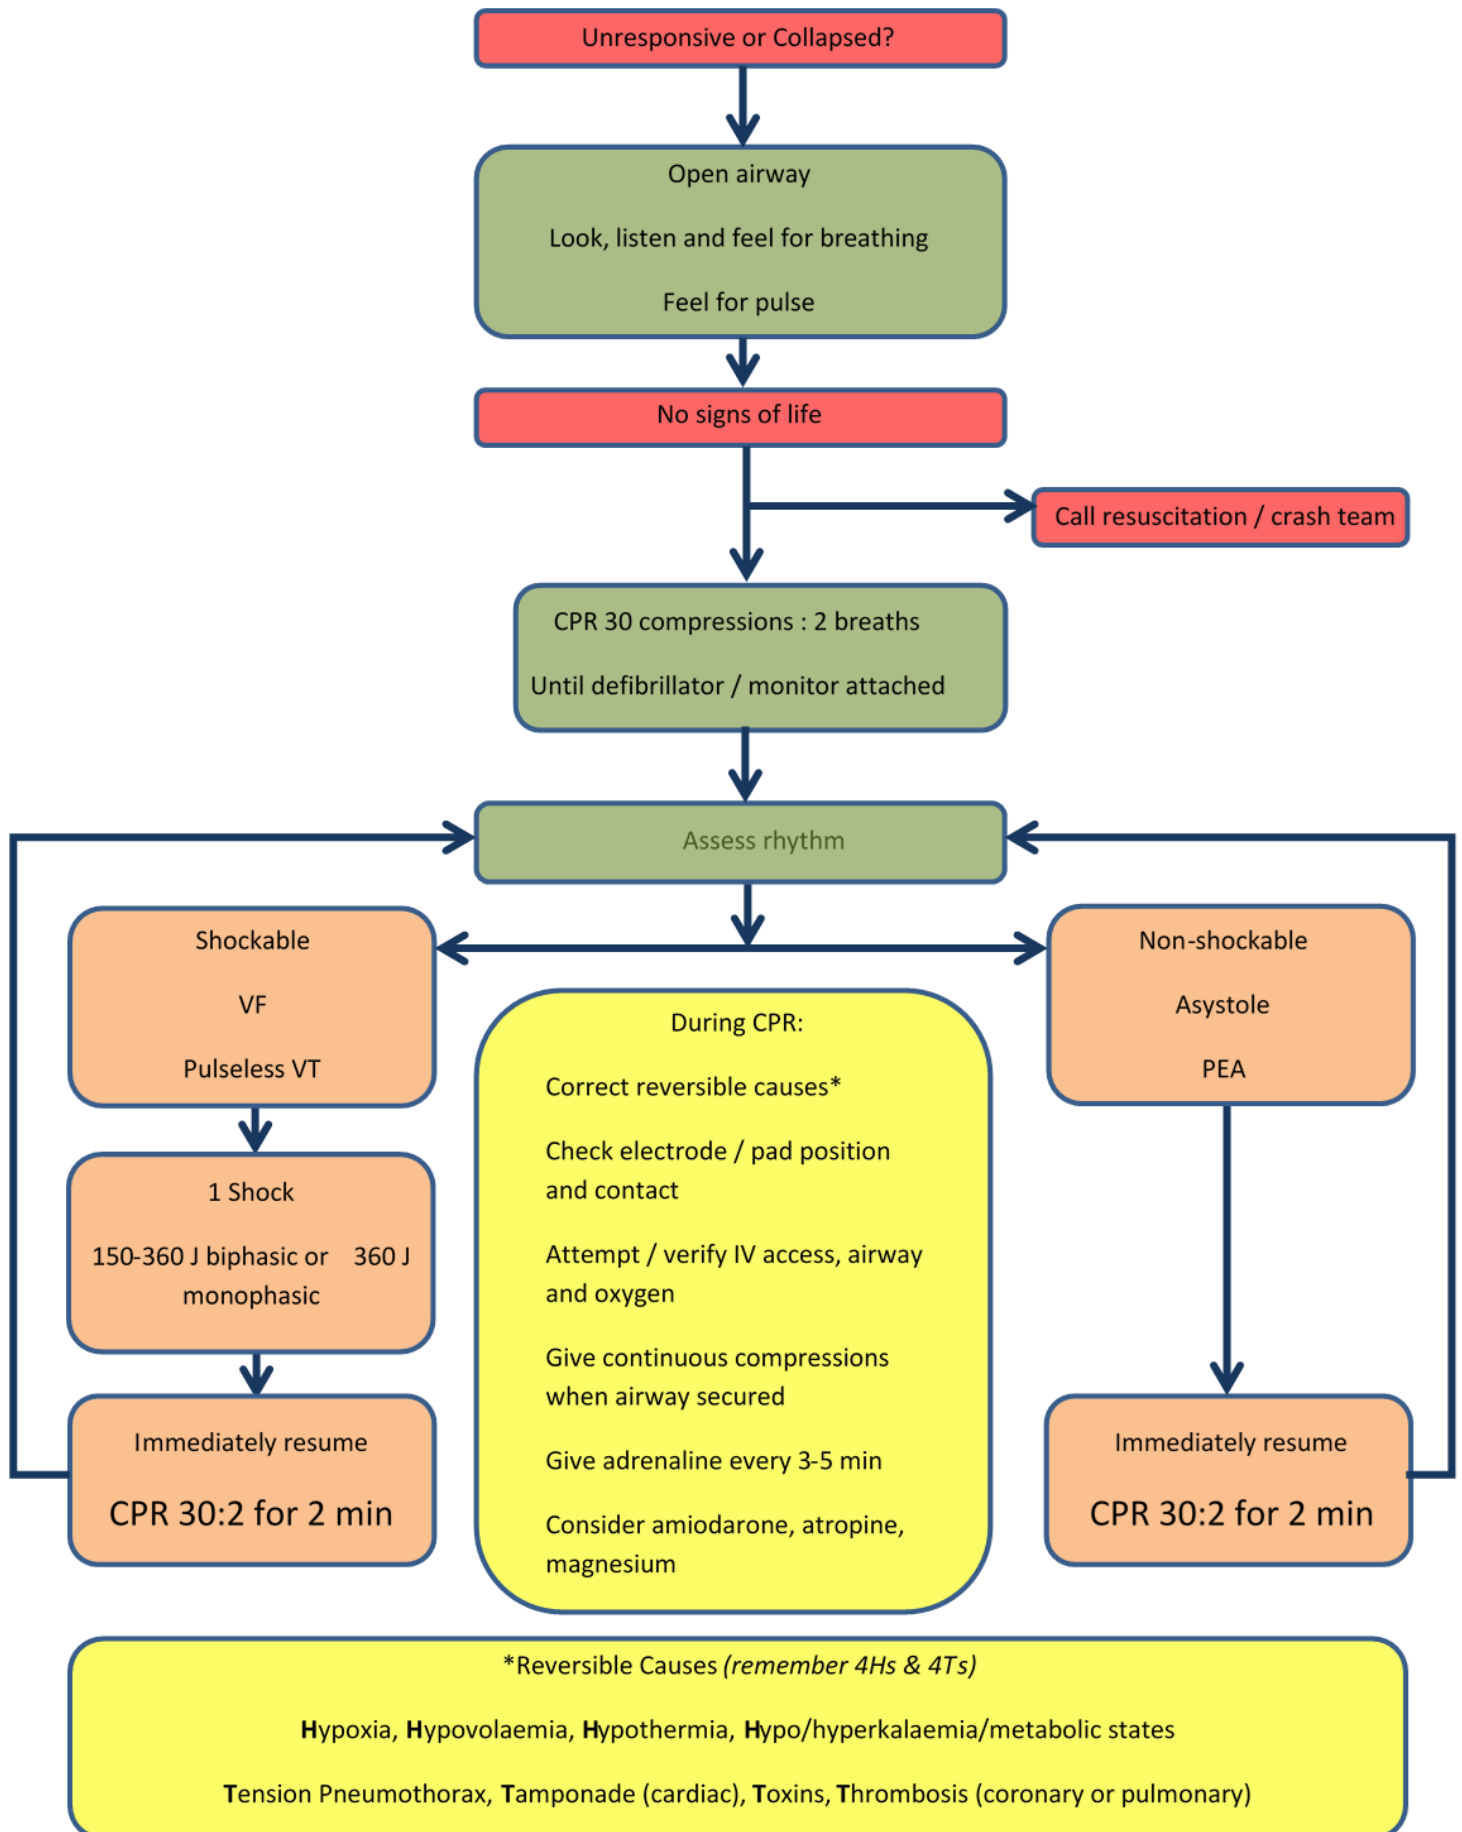 Unresponsive or Collapsed?
Open airway
Look, listen and feel for breathing
Feel for pulse
No signs of life
Call resuscitation / crash team
CPR 30 compressions : 2 breaths
Until defibrillator / monitor attached
Assess rhythm
Shockable
VF
Pulseless VT
1 Shock
150-360 J biphasic or 360 J
monophasic
Immediately resume
CPR 30:2 for 2 min
During CPR:
Correct reversible causes*
Check electrode / pad position
and contact
Attempt / verify IV access, airway
and oxygen
Give continuous compressions
when airway secured
Give adrenaline every 3-5 min
Consider amiodarone, atropine,
magnesium
Non-shockable
Asystole
PEA
Immediately resume
CPR 30:2 for 2 min
*Reversible Causes (remember 4Hs & 4Ts)
Hypoxia, Hypovolaemia, Hypothermia, Hypo/hyperkalaemia/metabolic states
Tension Pneumothorax, Tamponade (cardiac), Toxins, Thrombosis (coronary or pulmonary)